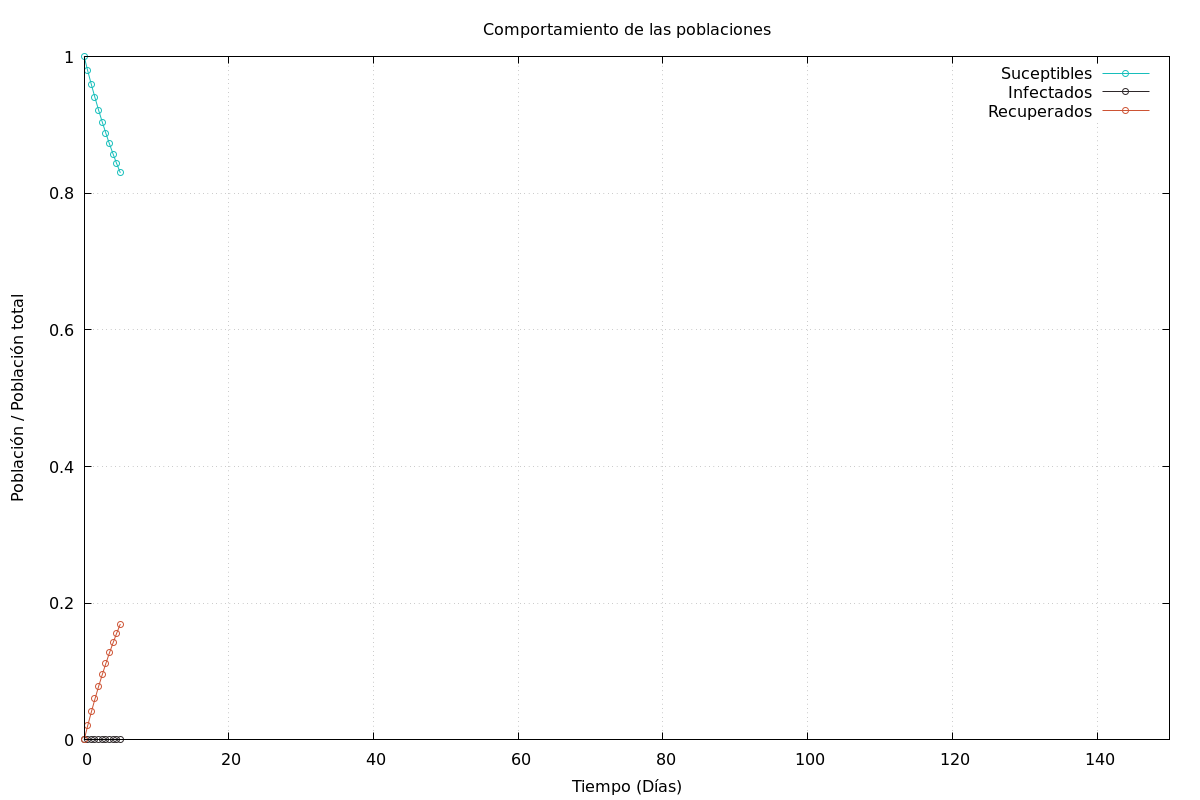 Comportamiento de las poblaciones
Suceptibles
Infectados
Recuperados
Población / Población total
1
0.8
0.6
0.4
0.2
0
0 20 40 60 80 100 120 140
Tiempo (Días)